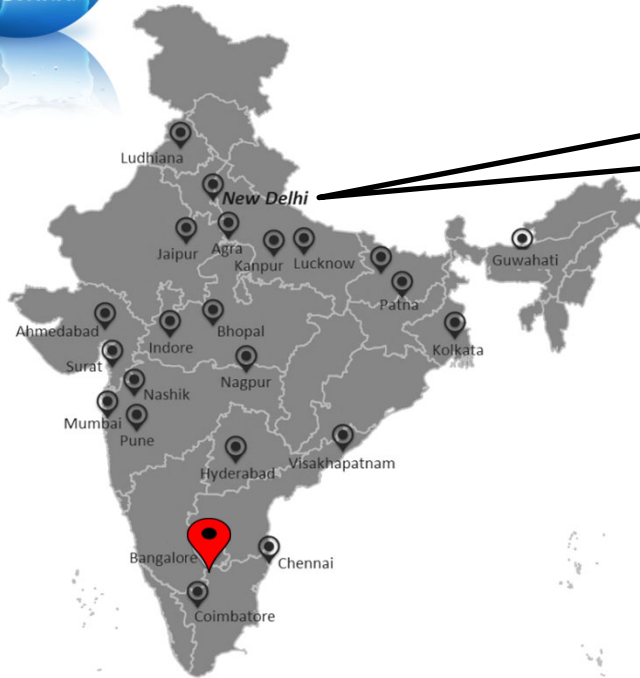 Ludhiana
New Delhi
Jaipur
Agra
Kanpur
Lucknow
Guwahati
Patna
Ahmedabad
Indore
Bhopal
Kolkata
Surat
Nagpur
Nashik
Mumbai
Pune
Hyderabad
Visakhapatnam
Bangalore
Chennai
Coimbatore